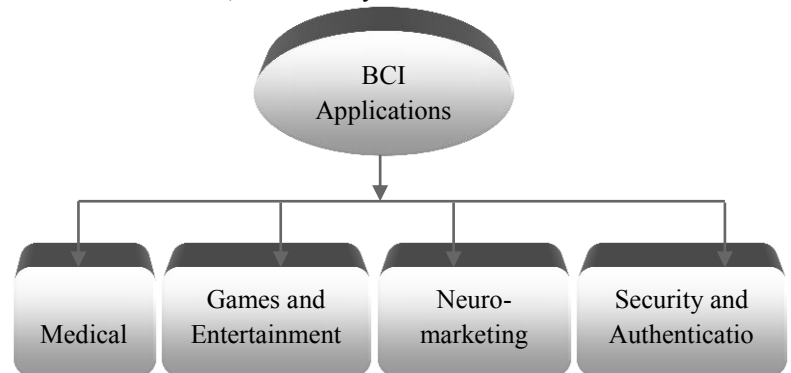 BCI
Applications
Medical
Games and
Entertainment
Neuro-
marketing
Security and
Authenticatio